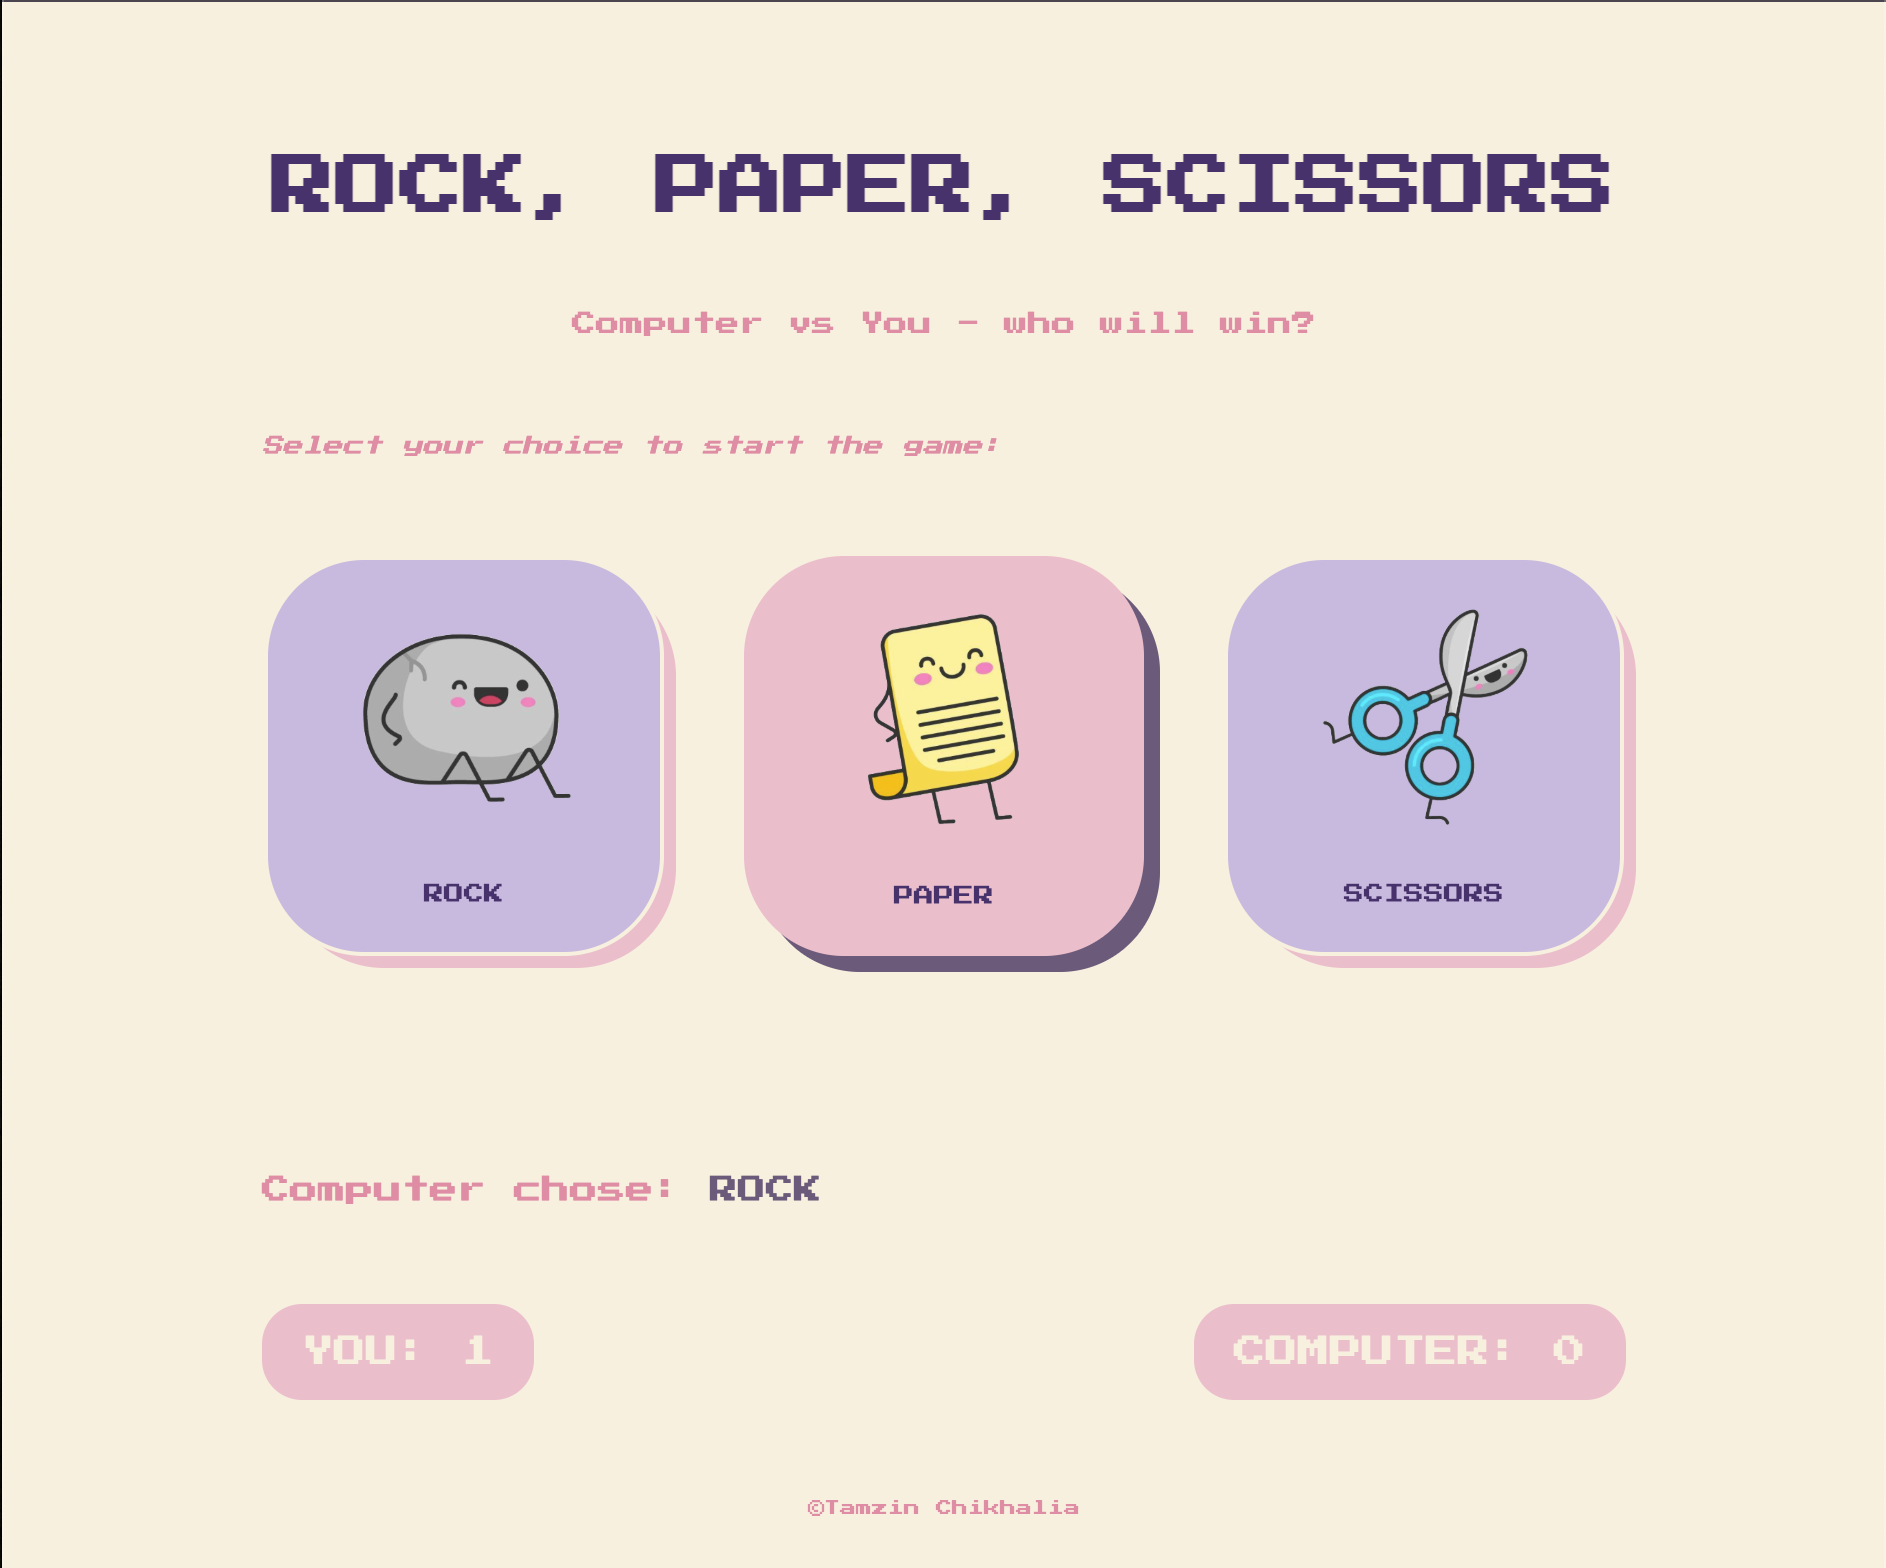 ROCK, PAPER, SCISSORS
Computer vs You - who will win?
Select your choice to start the game:
ROCK
PAPER
SCISSORS
Computer chose: ROCK
YOU: 1
COMPUTER: 0
©Tamzin Chikhalia